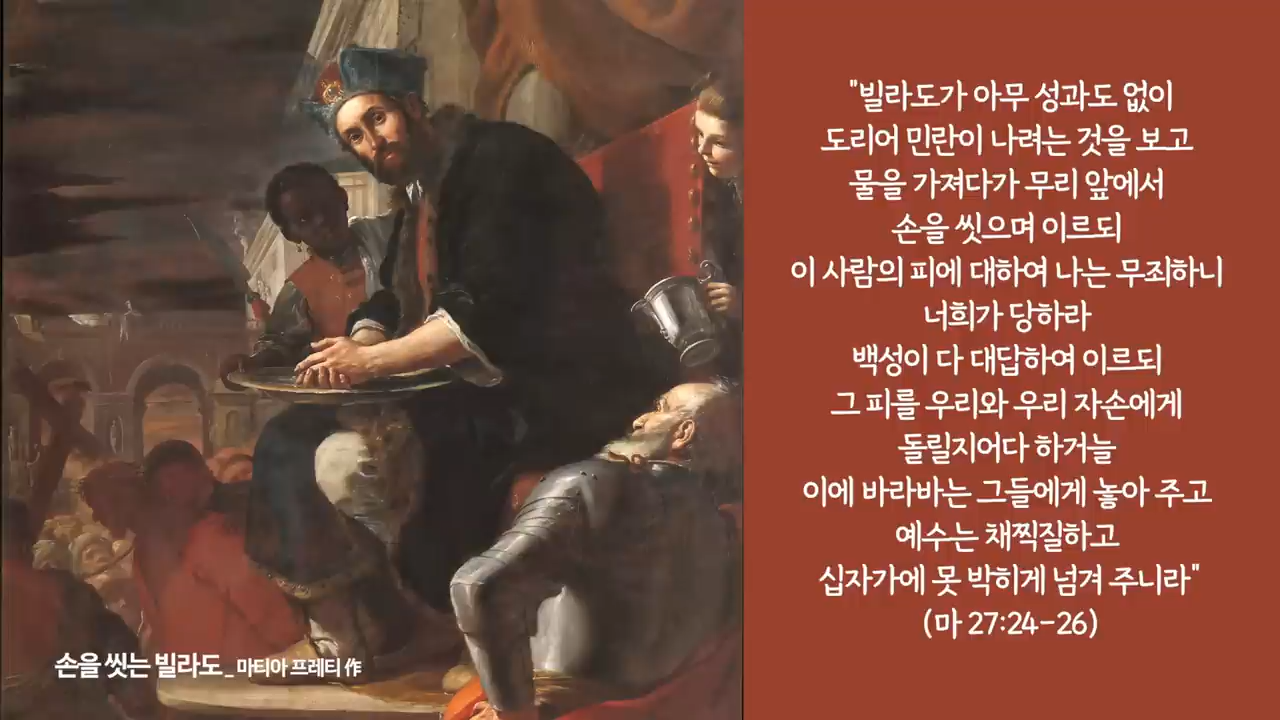 "빌라도가 아무 성과도 없이
도리어 민란이 나려는 것을 보고
물을 가져다가 무리 앞에서
손을 씻으며 이르되
이 사람의 피에 대하여 나는 무죄하니
너희가 당하라
백성이 다 대답하여 이르되
그 피를 우리와 우리 자손에게
돌릴지어다 하거늘
이에 바라바는 그들에게 놓아 주고
예수는 채찍질하고
십자가에 못 박히게 넘겨 주니라"
(마 27:24-26)
손을 씻는 빌라도_ 마티아 프레티 作